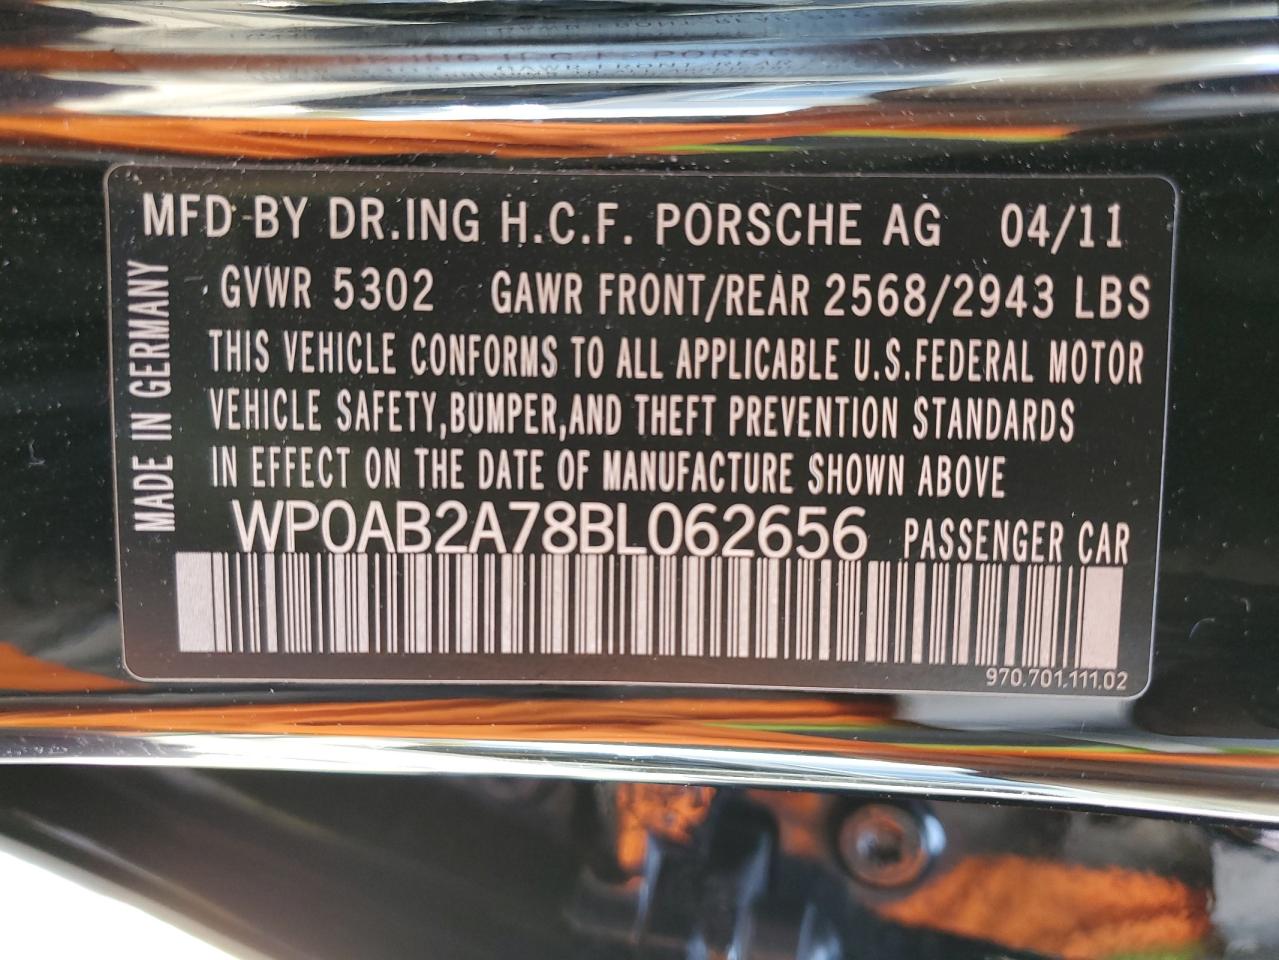 MFD BY DR.ING H.C.F. PORSCHE AG 04/11
GVWR 5302 GAWR FRONT/REAR 2568/2943 LBS
THIS VEHICLE CONFORMS TO ALL APPLICABLE U.S.FEDERAL MOTOR
VEHICLE SAFETY,BUMPER,AND THEFT PREVENTION STANDARDS
IN EFFECT ON THE DATE OF MANUFACTURE SHOWN ABOVE
MADE IN GERMANY
WP0AB2A78BL062656 PASSENGER CAR
970.701.111.02